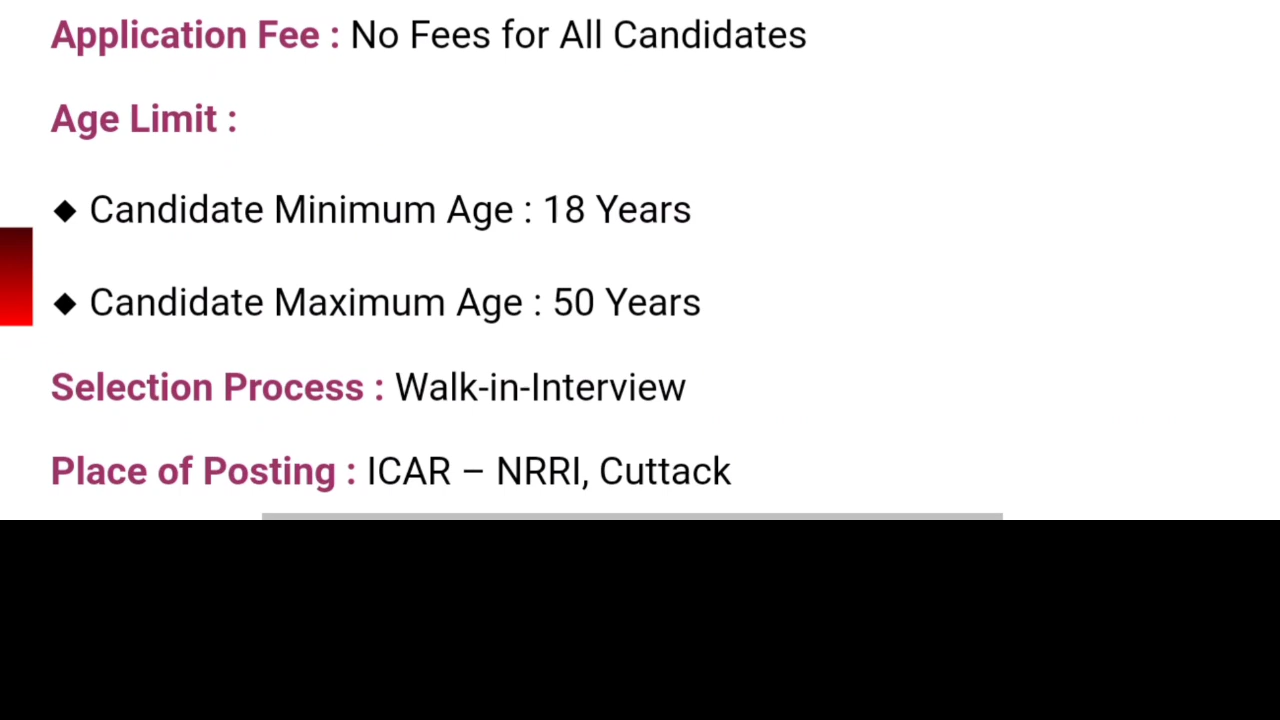 Application Fee : No Fees for All Candidates
Age Limit :
◆ Candidate Minimum Age : 18 Years
◆ Candidate Maximum Age : 50 Years
Selection Process : Walk-in-Interview
Place of Posting : ICAR – NRRI, Cuttack